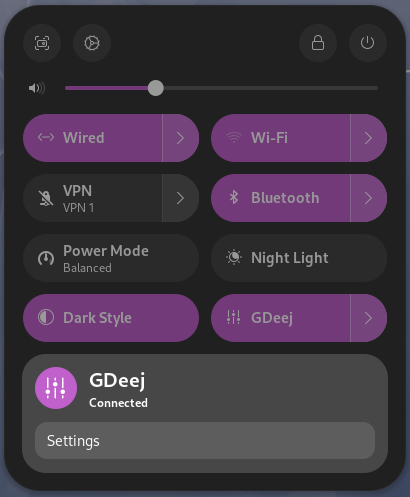 Wired
Wi-Fi
VPN
VPN 1
Bluetooth
Power Mode
Balanced
Night Light
Dark Style
GDeej
GDeej
Connected
Settings